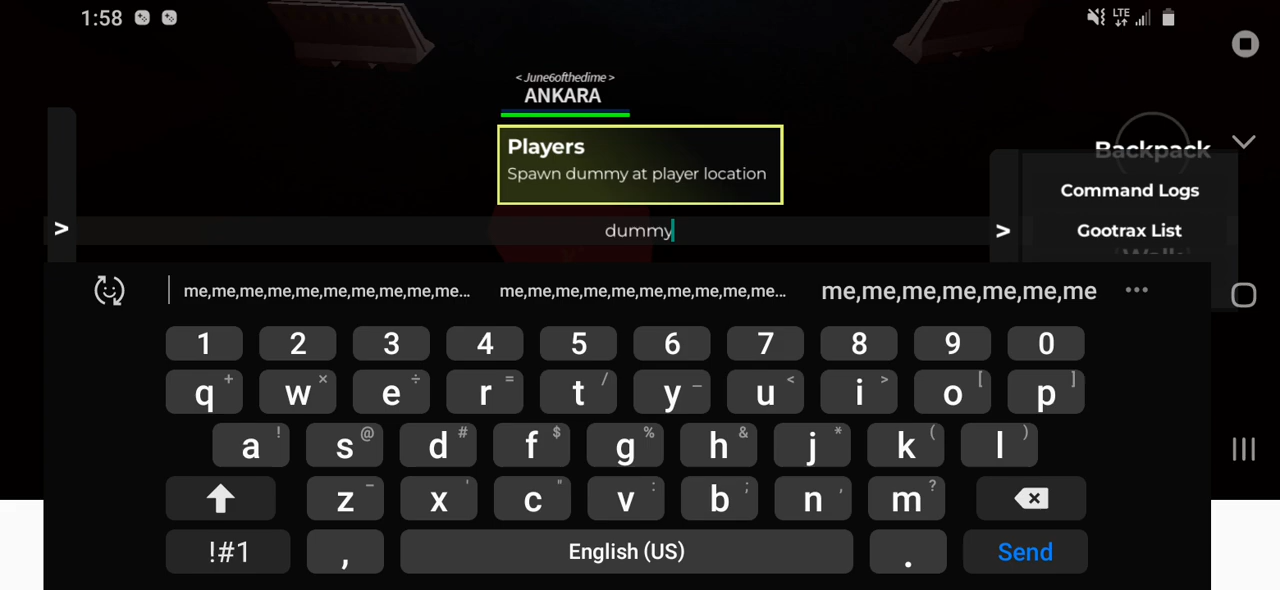 1:58
LTE
< June6ofthedime >
ANKARA
Players
Spawn dummy at player location
Backpack
Command Logs
> dummy > Gootrax List
Walk
me,me,me,me,me,me,me,me,me,me... me,me,me,me,me,me,me,me,me,me... me,me,me,me,me,me,me •••
1 2 3 4 5 6 7 8 9 0
q + w × e ÷ r = t / y _ u < i > o [ p ]
a ! s @ d # f $ g % h & j * k ( l )
z - x ' c " v : b ; n , m ?
!#1 , English (US) . Send